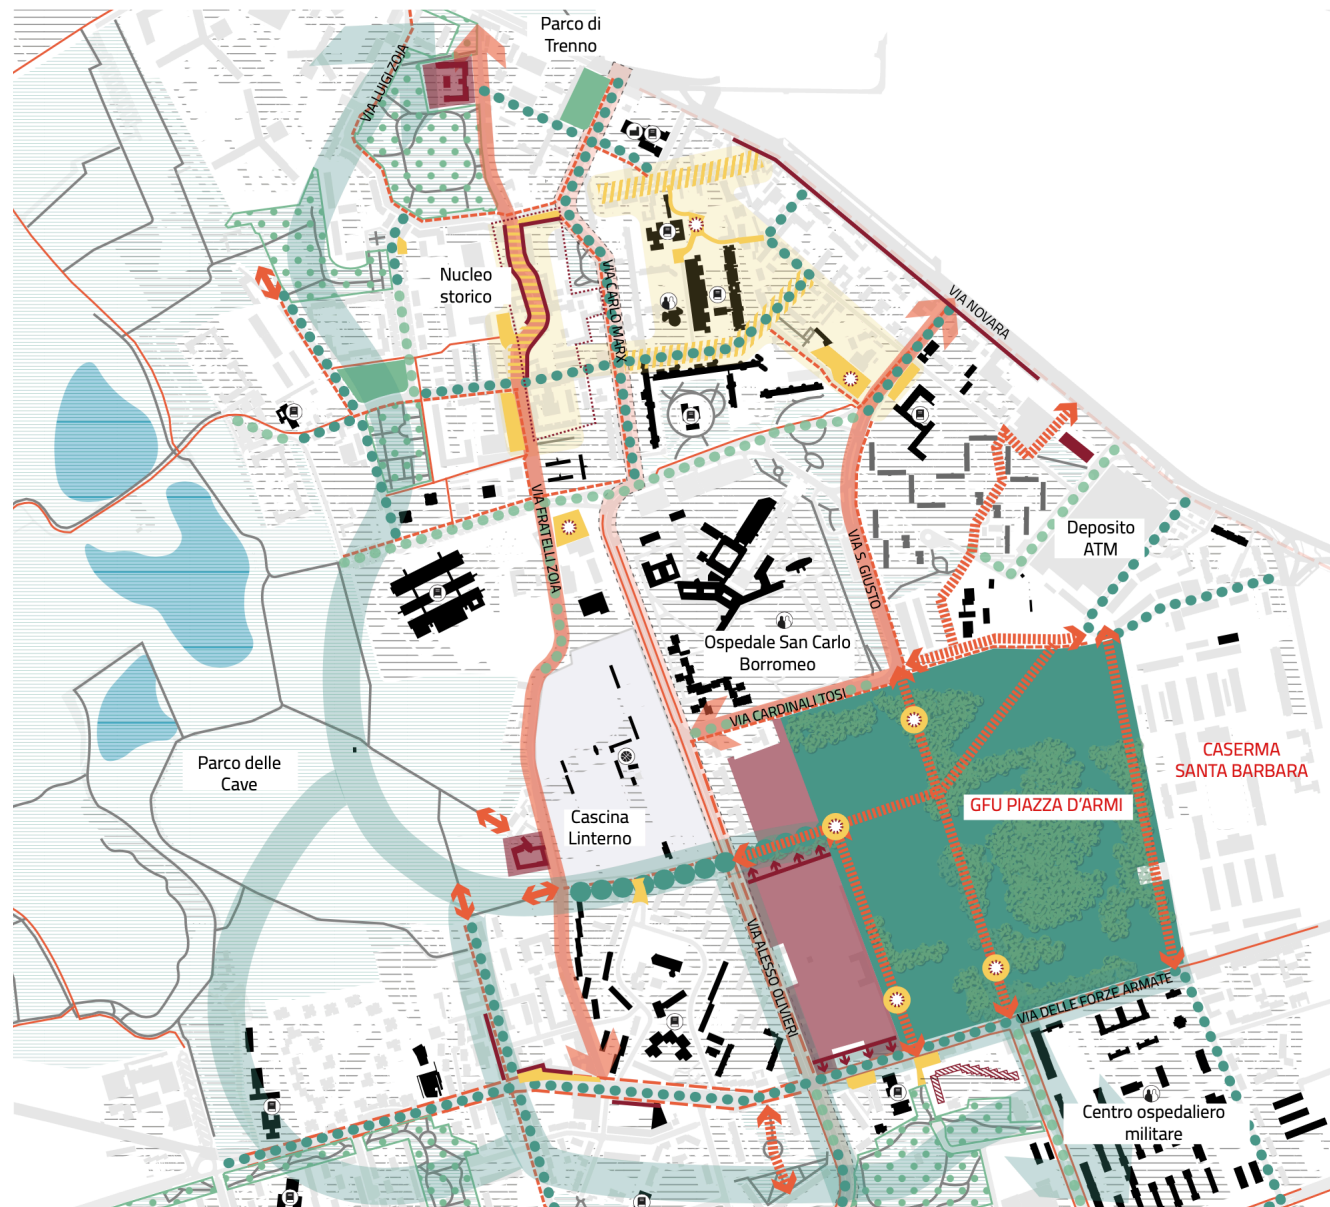 Parco di
Trenno
VIA LUIGI ZOIA
Nucleo
storico
VIA CARLO MARX
VIA NOVARA
VIA FRATELLI ZOIA
VIA S. GIUSTO
Deposito
ATM
Ospedale San Carlo
Borromeo
VIA CARDINALI TOSI
Parco delle
Cave
CASERMA
SANTA BARBARA
GFU PIAZZA D'ARMI
Cascina
Linterno
VIA ALESSO OLIVIERI
VIA DELLE FORZE ARMATE
Centro ospedaliero
militare